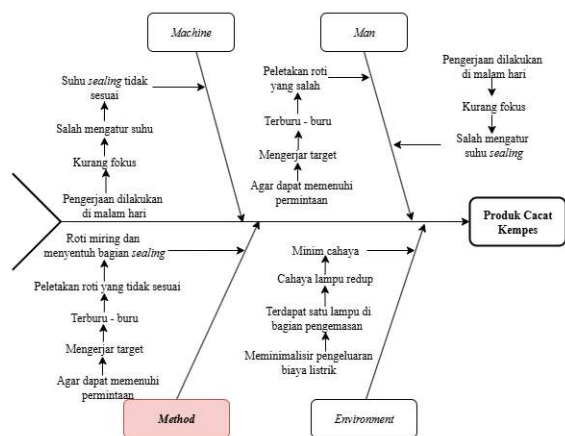 Machine
Man
Suhu sealing tidak
sesuai
Salah mengatur suhu
Kurang fokus
Pengerjaan dilakukan
di malam hari
Peletakan roti
yang salah
Terburu - buru
Mengerjar target
Agar dapat memenuhi
permintaan
Pengerjaan dilakukan
di malam hari
Kurang fokus
Salah mengatur
suhu sealing
Produk Cacat
Kempes
Roti miring dan
menyentuh bagian sealing
Peletakan roti yang tidak sesuai
Terburu - buru
Mengerjar target
Agar dapat memenuhi
permintaan
Minim cahaya
Cahaya lampu redup
Terdapat satu lampu di
bagian pengemasan
Meminimalisir pengeluaran
biaya listrik
Method
Environment